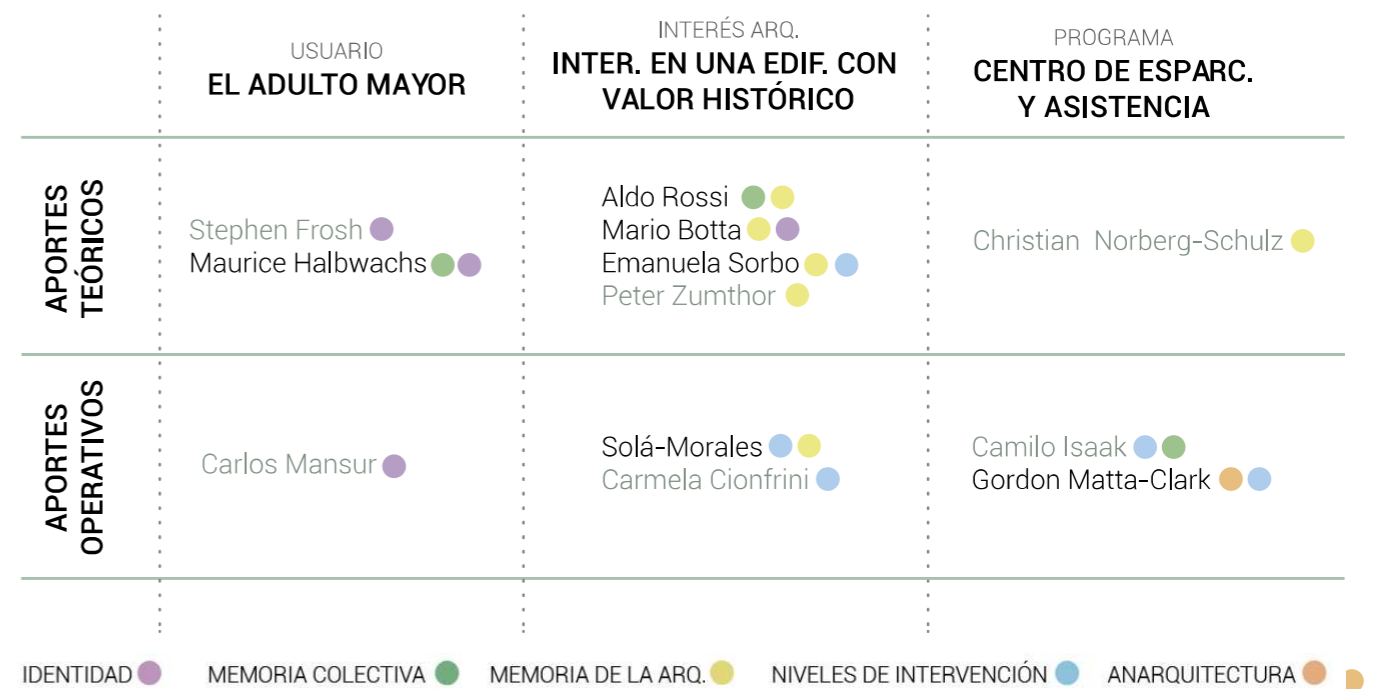 USUARIO
EL ADULTO MAYOR
INTERÉS ARQ.
INTER. EN UNA EDIF. CON
VALOR HISTÓRICO
PROGRAMA
CENTRO DE ESPARC.
Y ASISTENCIA
APORTES
TEÓRICOS
Stephen Frosh
Maurice Halbwachs
Aldo Rossi
Mario Botta
Emanuela Sorbo
Peter Zumthor
Christian Norberg-Schulz
APORTES
OPERATIVOS
Carlos Mansur
Solá-Morales
Carmela Cionfrini
Camilo Isaak
Gordon Matta-Clark
IDENTIDAD
MEMORIA COLECTIVA
MEMORIA DE LA ARQ.
NIVELES DE INTERVENCIÓN
ANARQUITECTURA